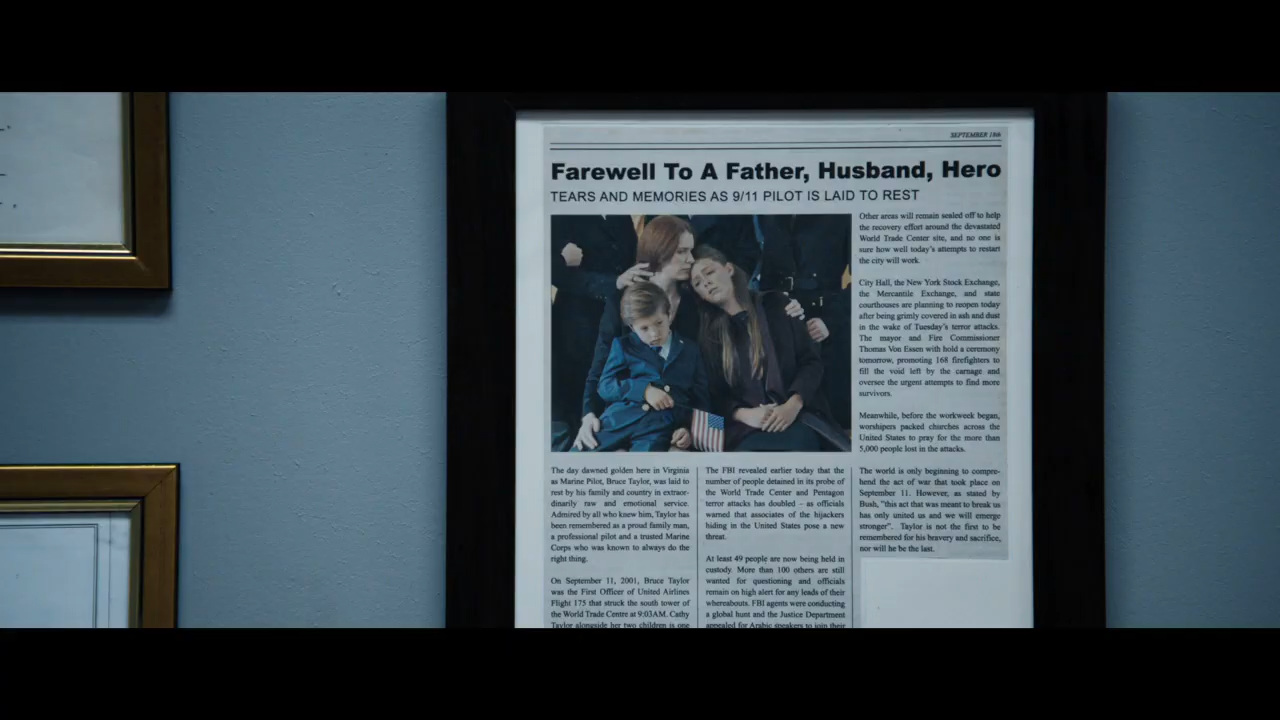 SEPTEMBER 18th
Farewell To A Father, Husband, Hero
TEARS AND MEMORIES AS 9/11 PILOT IS LAID TO REST
The day dawned golden here in Virginia
as Marine Pilot, Bruce Taylor, was laid to
rest by his family and country in extraor-
dinarily raw and emotional service.
Admired by all who knew him, Taylor has
been remembered as a proud family man,
a professional pilot and a trusted Marine
Corps who was known to always do the
right thing.
On September 11, 2001, Bruce Taylor
was the First Officer of United Airlines
Flight 175 that struck the south tower of
the World Trade Centre at 9:03AM. Cathy
Taylor alongside her two children is one
The FBI revealed earlier today that the
number of people detained in its probe of
the World Trade Center and Pentagon
terror attacks has doubled – as officials
warned that associates of the hijackers
hiding in the United States pose a new
threat.
At least 49 people are now being held in
custody. More than 100 others are still
wanted for questioning and officials
remain on high alert for any leads of their
whereabouts. FBI agents were conducting
a global hunt and the Justice Department
appealed for Arabic speakers to join their
Other areas will remain sealed off to help
the recovery effort around the devastated
World Trade Center site, and no one is
sure how well today's attempts to restart
the city will work.
City Hall, the New York Stock Exchange,
the Mercantile Exchange, and state
courthouses are planning to reopen today
after being grimly covered in ash and dust
in the wake of Tuesday's terror attacks.
The mayor and Fire Commissioner
Thomas Von Essen with hold a ceremony
tomorrow, promoting 168 firefighters to
fill the void left by the carnage and
oversee the urgent attempts to find more
survivors.
Meanwhile, before the workweek began,
worshipers packed churches across the
United States to pray for the more than
5,000 people lost in the attacks.
The world is only beginning to compre-
hend the act of war that took place on
September 11. However, as stated by
Bush, "this act that was meant to break us
has only united us and we will emerge
stronger". Taylor is not the first to be
remembered for his bravery and sacrifice,
nor will he be the last.